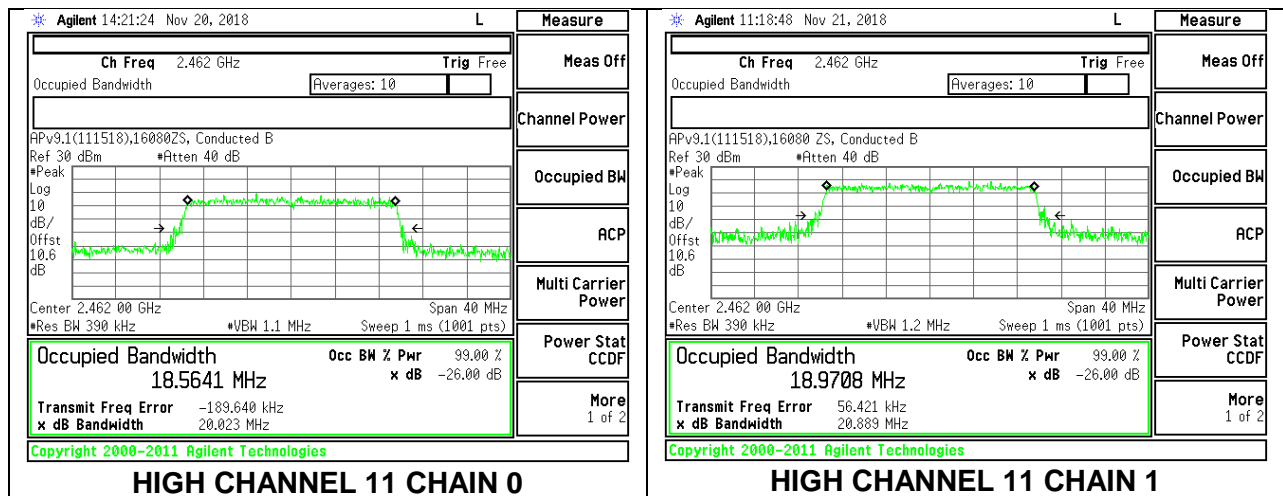 Agilent 14:21:24 Nov 20, 2018 L Measure
Ch Freq 2.462 GHz Trig Free
Occupied Bandwidth Averages: 10
APv9.1(111518),16080ZS, Conducted B
Ref 30 dBm #Atten 40 dB
#Peak
Log
10
dB/
Offst
10.6
dB
Center 2.462 00 GHz Span 40 MHz
#Res BW 390 kHz #VBW 1.1 MHz Sweep 1 ms (1001 pts)
Occupied Bandwidth Occ BW % Pwr 99.00 %
18.5641 MHz x dB -26.00 dB
Transmit Freq Error -189.640 kHz
x dB Bandwidth 20.023 MHz
Copyright 2000-2011 Agilent Technologies
Meas Off
Channel Power
Occupied BW
ACP
Multi Carrier
Power
Power Stat
CCDF
More
1 of 2
HIGH CHANNEL 11 CHAIN 0
Agilent 11:18:48 Nov 21, 2018 L Measure
Ch Freq 2.462 GHz Trig Free
Occupied Bandwidth Averages: 10
APv9.1(111518),16080 ZS, Conducted B
Ref 30 dBm #Atten 40 dB
#Peak
Log
10
dB/
Offst
10.6
dB
Center 2.462 00 GHz Span 40 MHz
#Res BW 390 kHz #VBW 1.2 MHz Sweep 1 ms (1001 pts)
Occupied Bandwidth Occ BW % Pwr 99.00 %
18.9708 MHz x dB -26.00 dB
Transmit Freq Error 56.421 kHz
x dB Bandwidth 20.889 MHz
Copyright 2000-2011 Agilent Technologies
Meas Off
Channel Power
Occupied BW
ACP
Multi Carrier
Power
Power Stat
CCDF
More
1 of 2
HIGH CHANNEL 11 CHAIN 1